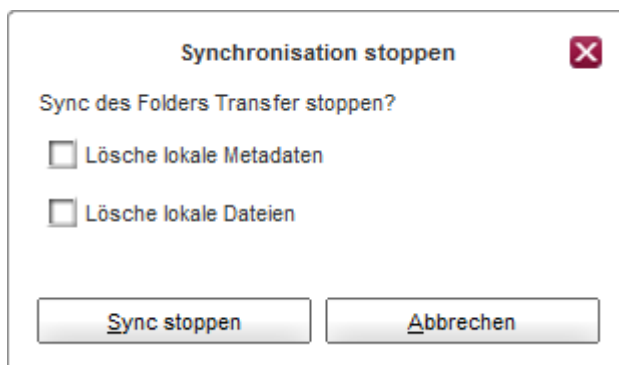 Synchronisation stoppen
Sync des Folders Transfer stoppen?
Lösche lokale Metadaten
Lösche lokale Dateien
Sync stoppen
Abbrechen